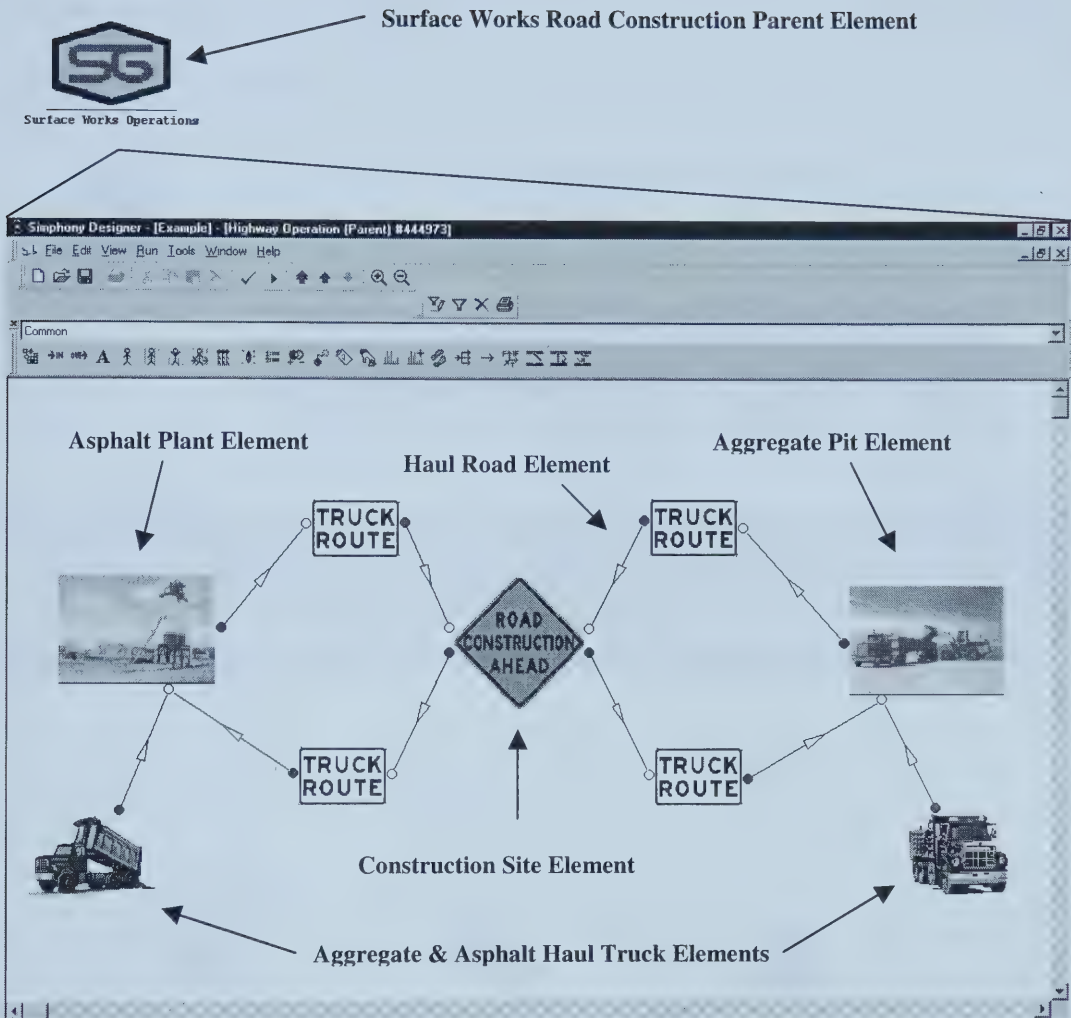 Surface Works Road Construction Parent Element
SG
Surface Works Operations
Simphony Designer - [Example] - [Highway Operation (Parent) #444973]
File Edit View Run Tools Window Help
Common
IN OUT A
Asphalt Plant Element
Haul Road Element
Aggregate Pit Element
TRUCK
ROUTE
TRUCK
ROUTE
ROAD
CONSTRUCTION
AHEAD
TRUCK
ROUTE
TRUCK
ROUTE
Construction Site Element
Aggregate & Asphalt Haul Truck Elements